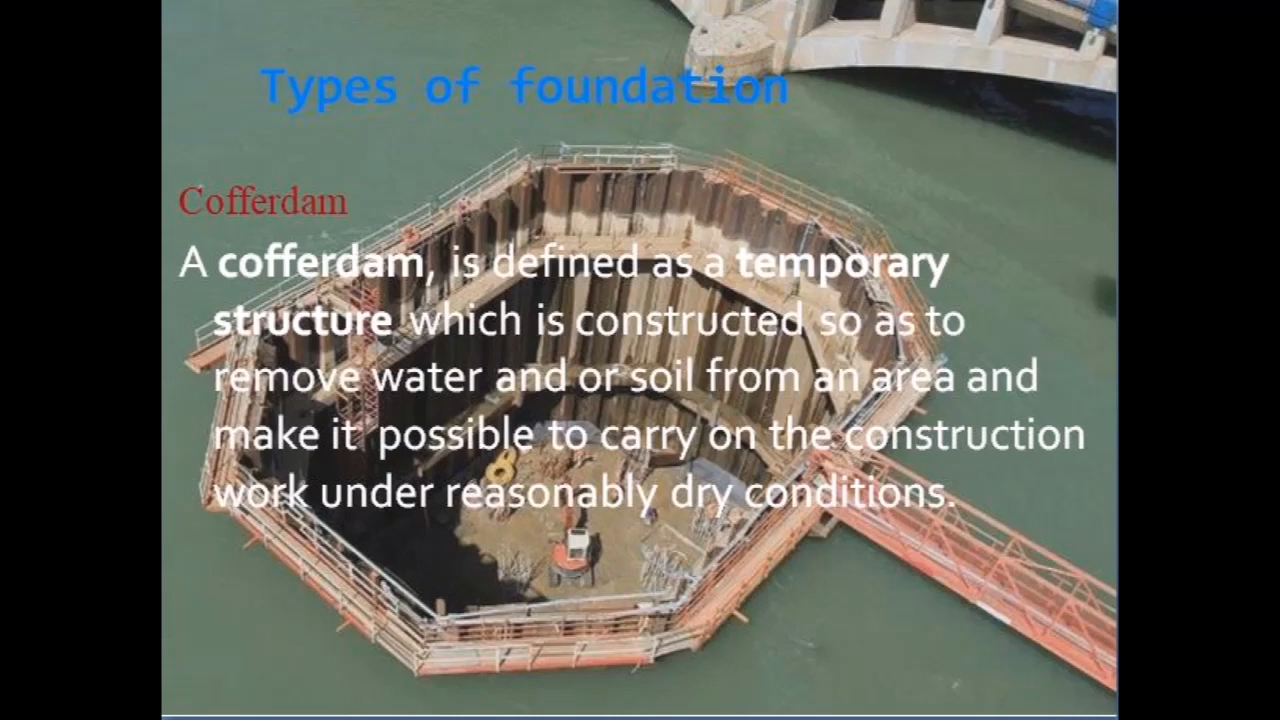 Types of foundation
Cofferdam
A cofferdam, is defined as a temporary
structure which is constructed so as to
remove water and or soil from an area and
make it possible to carry on the construction
work under reasonably dry conditions.